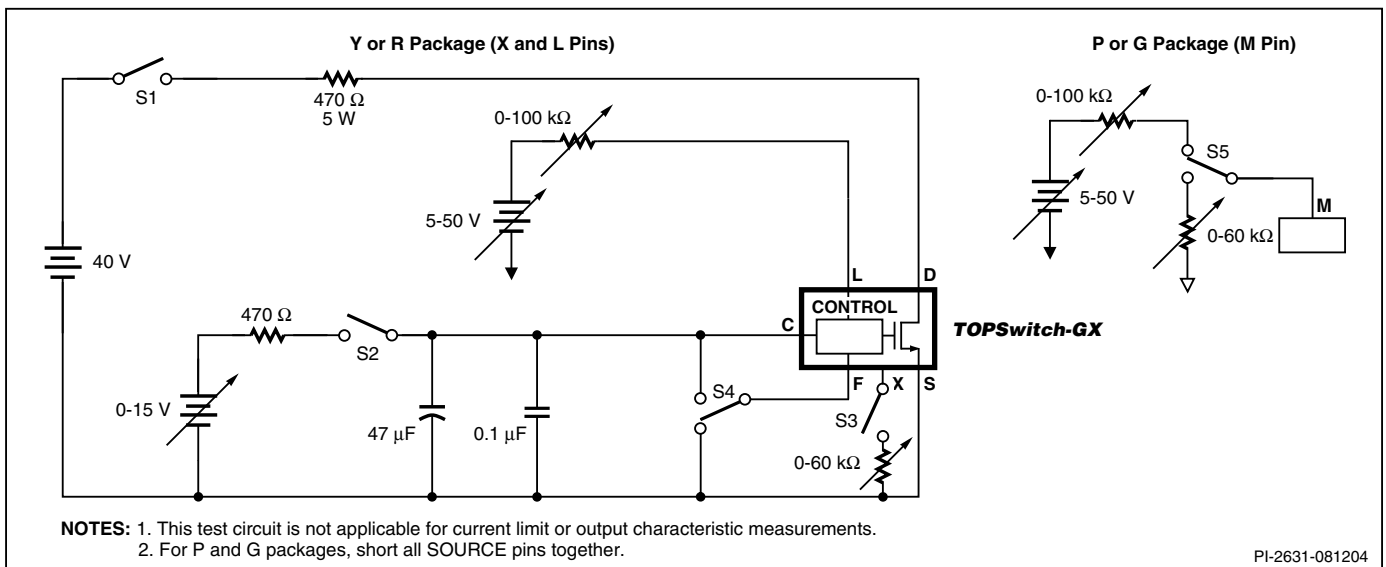 Y or R Package (X and L Pins)
P or G Package (M Pin)
S1
470 Ω
5 W
0-100 kΩ
5-50 V
40 V
470 Ω
S2
0-15 V
47 µF
0.1 µF
L
D
CONTROL
C
TOPSwitch-GX
F
X
S
S4
S3
0-60 kΩ
0-100 kΩ
S5
5-50 V
M
0-60 kΩ
NOTES: 1. This test circuit is not applicable for current limit or output characteristic measurements.
2. For P and G packages, short all SOURCE pins together.
PI-2631-081204